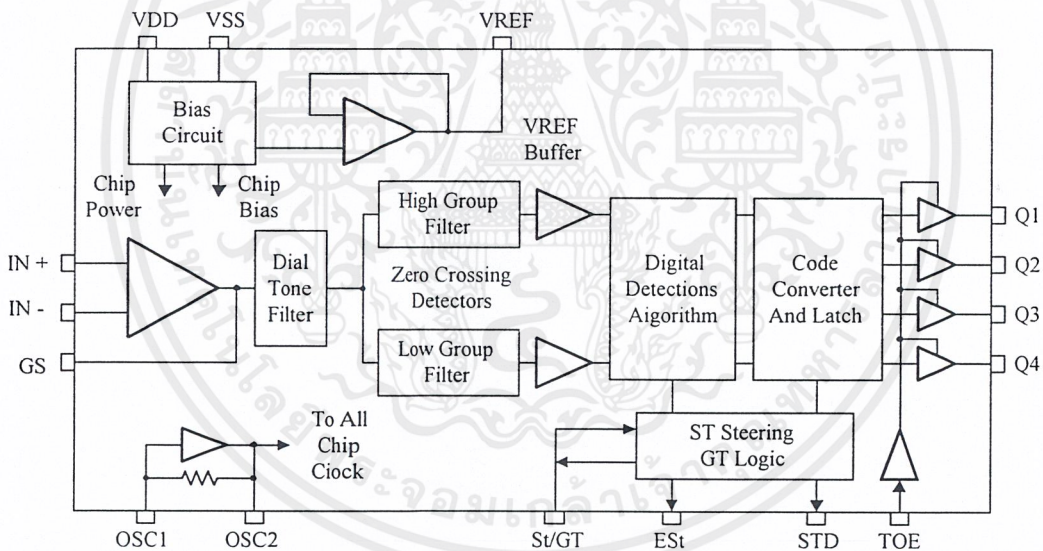 VDD
VSS
VREF
Bias
Circuit
VREF
Buffer
Chip
Power
Chip
Bias
High Group
Filter
IN +
IN -
GS
Dial
Tone
Filter
Zero Crossing
Detectors
Low Group
Filter
Digital
Detections
Aigorithm
Code
Converter
And Latch
Q1
Q2
Q3
Q4
To All
Chip
Ciock
ST Steering
GT Logic
OSC1
OSC2
St/GT
ESt
STD
TOE